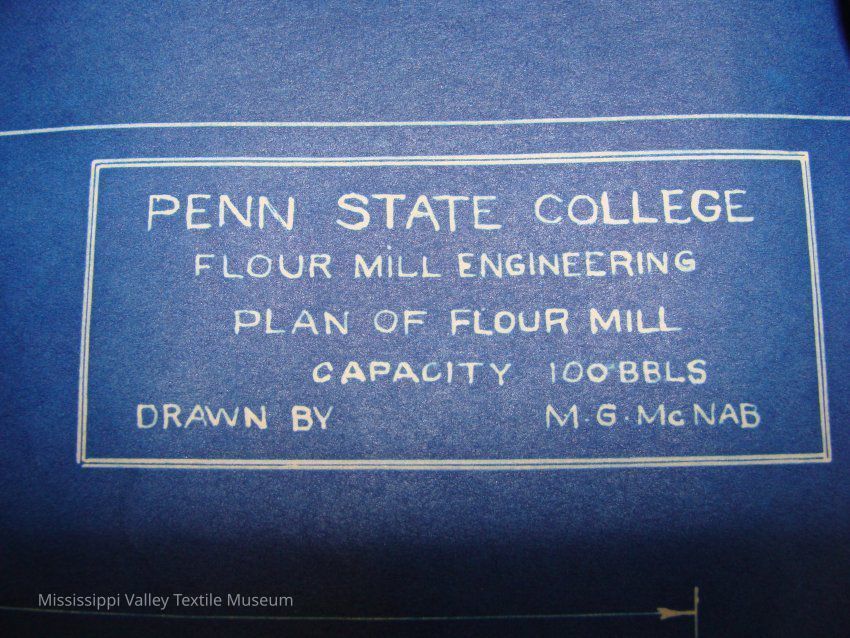 PENN STATE COLLEGE
FLOUR MILL ENGINEERING
PLAN OF FLOUR MILL
CAPACITY 100 BBLS
DRAWN BY M.G.McNAB
Mississippi Valley Textile Museum